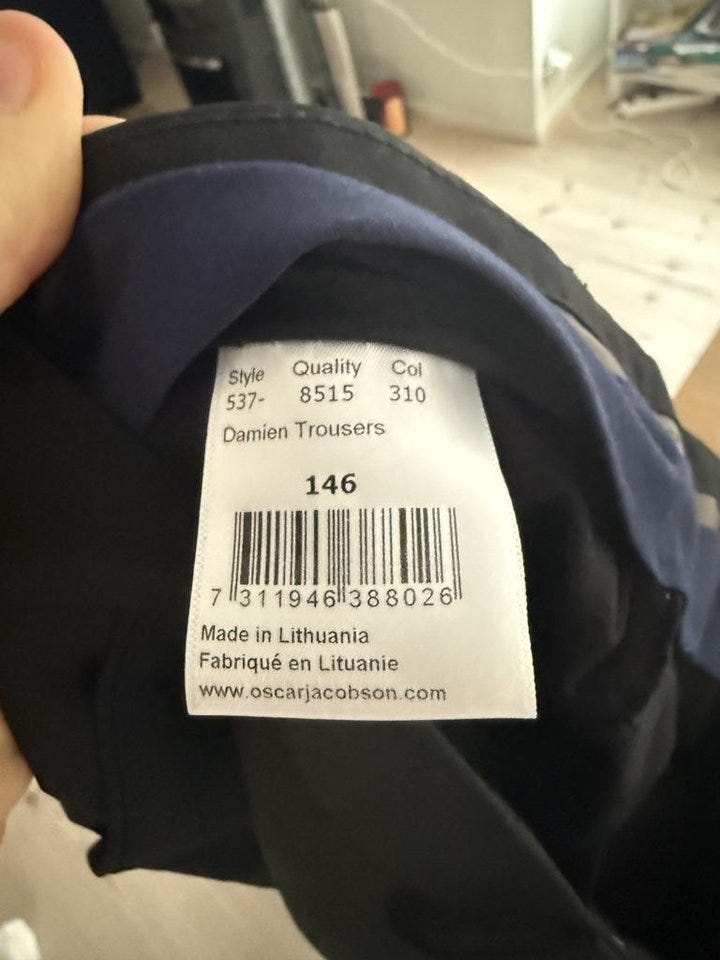 Style Quality Col
537- 8515 310
Damien Trousers
146
7 311946 388026
Made in Lithuania
Fabriqué en Lituanie
www.oscarjacobson.com